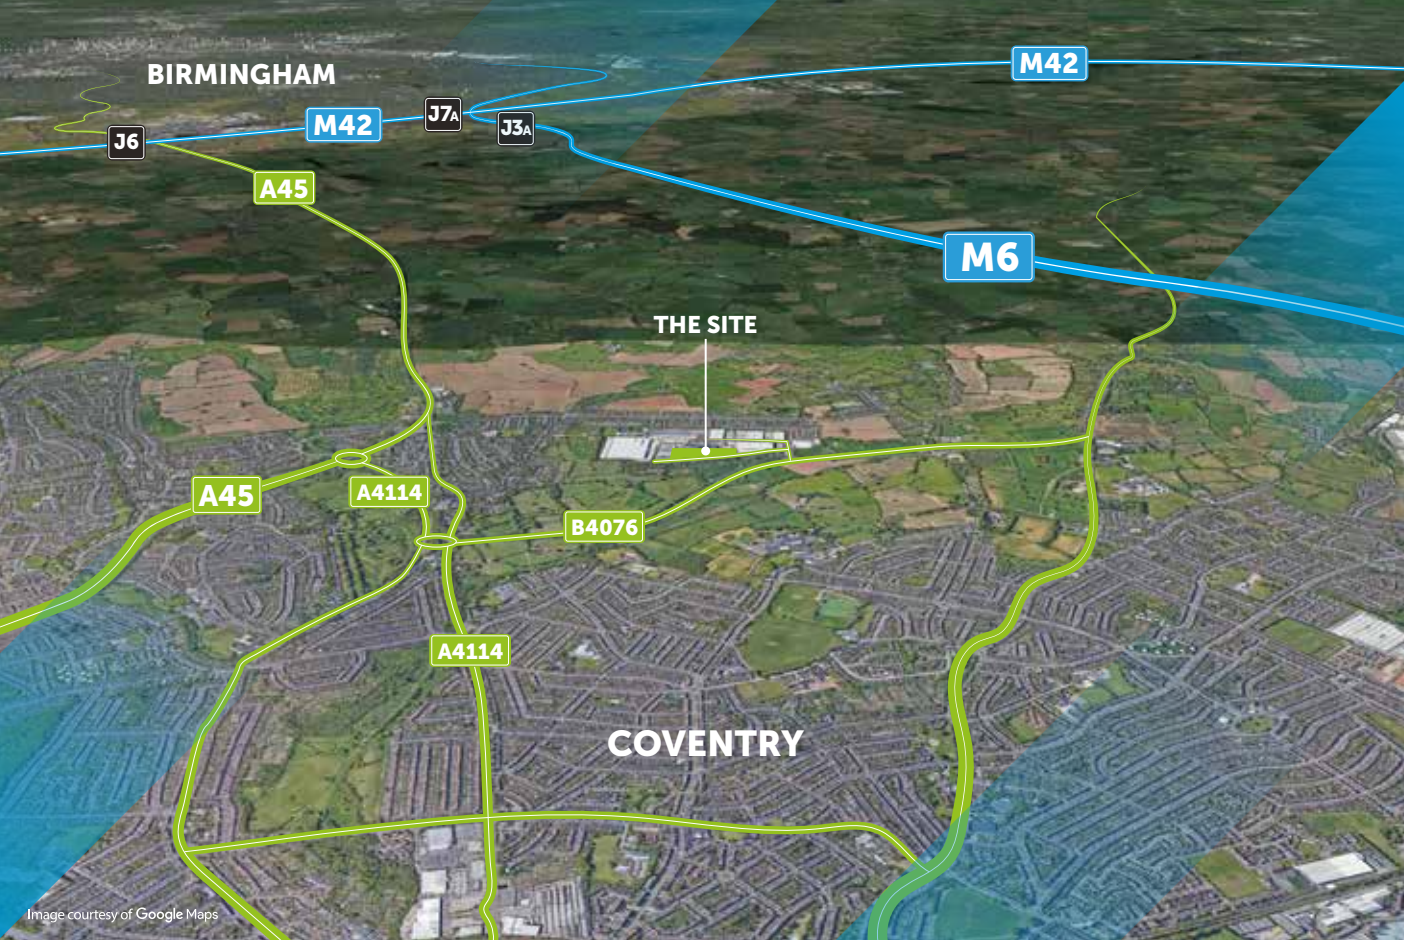 M42
BIRMINGHAM
J7A
M42
J3A
J6
A45
M6
THE SITE
A45
A4114
B4076
A4114
COVENTRY
Image courtesy of Google Maps